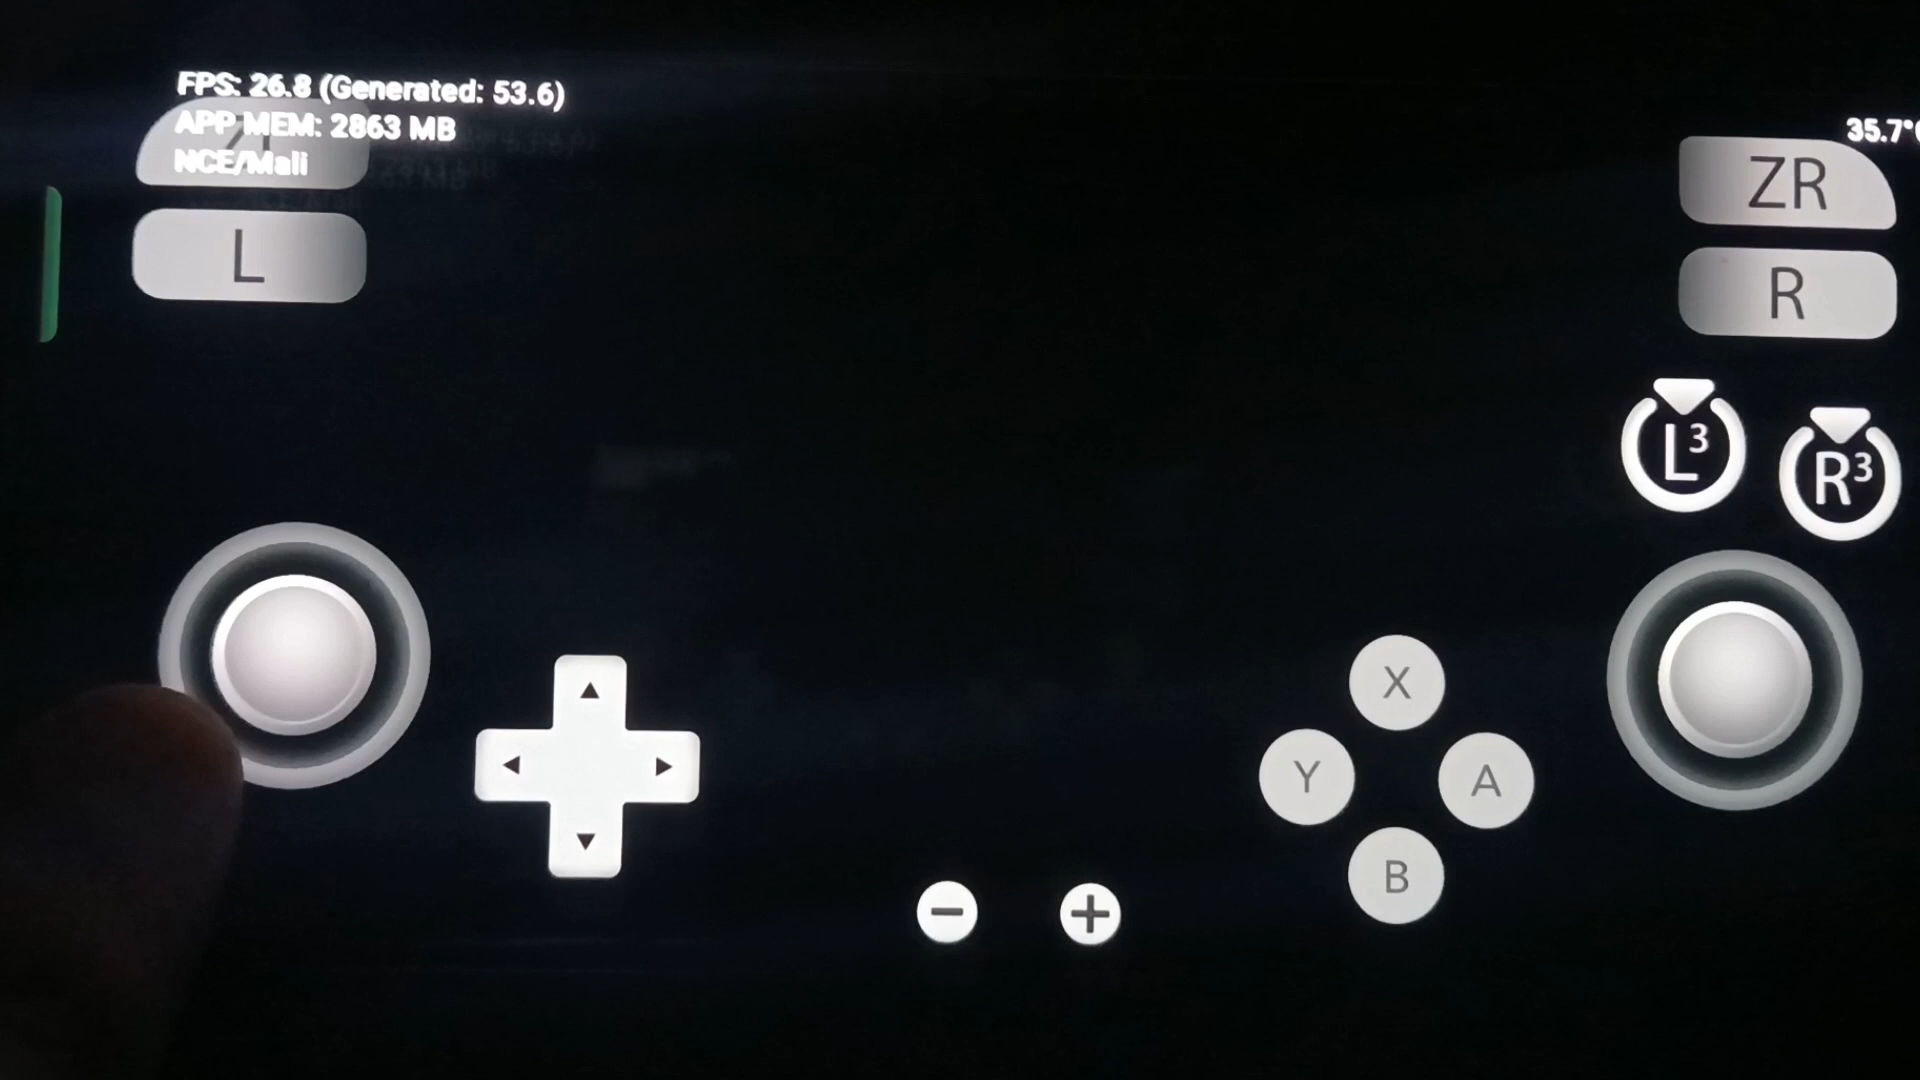 FPS: 26.8 (Generated: 53.6)
APP MEM: 2863 MB
NCE/Mali
35.7°
L
ZR
R
L3
R3
X
Y
A
B